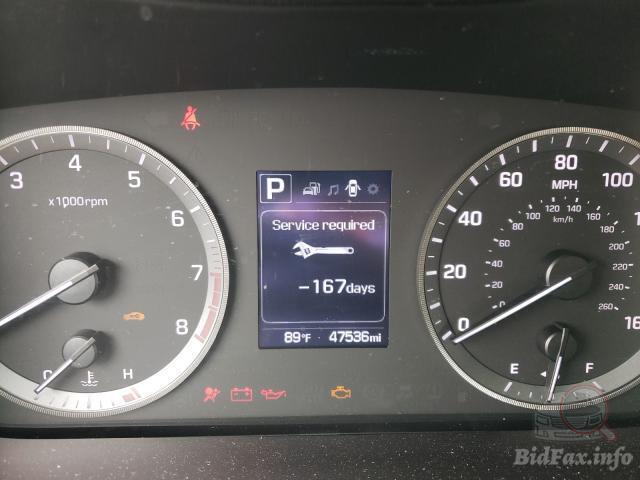 3 4 5 6 7 8
x1000rpm
C H
P
Service required
-167days
89°F · 47536mi
0 20 40 60 80 100
MPH
0 20 40 60 80 100 120 140 160 180 200 220 240 260
km/h
E F
BidFax.info